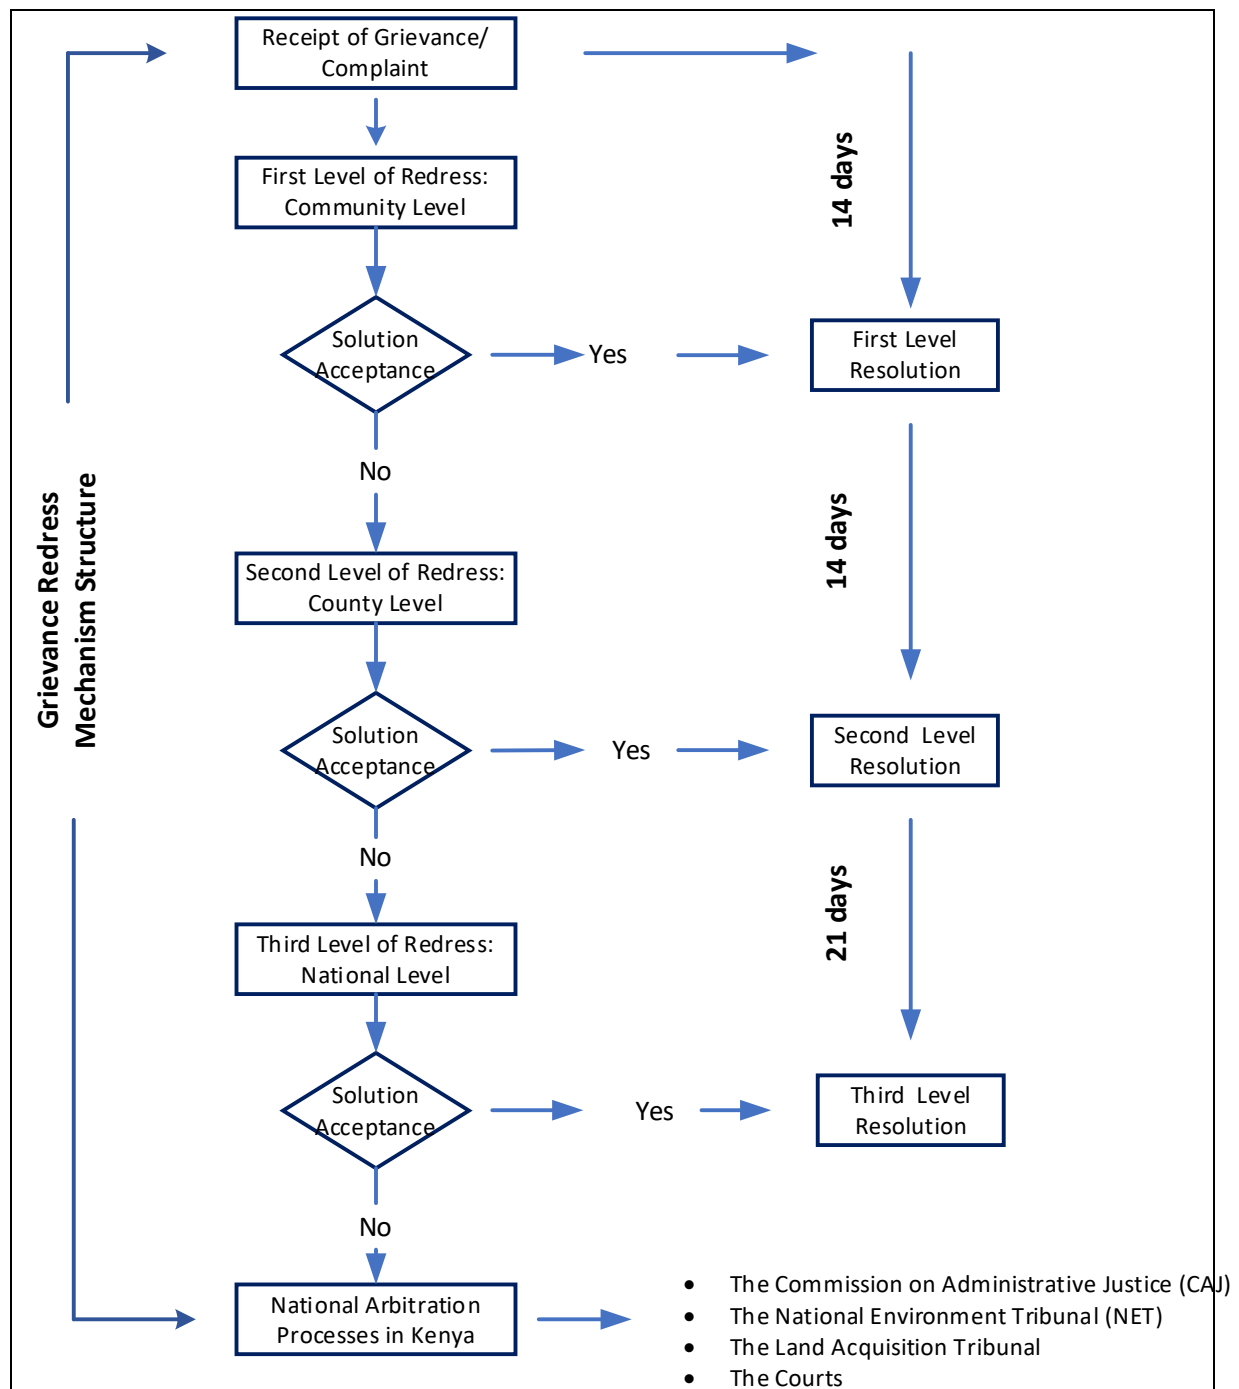 Receipt of Grievance/
Complaint
14 days
First Level of Redress:
Community Level
Solution
Acceptance
Yes
First Level
Resolution
No
Grievance Redress
Mechanism Structure
14 days
Second Level of Redress:
County Level
Solution
Acceptance
Yes
Second Level
Resolution
No
21 days
Third Level of Redress:
National Level
Solution
Acceptance
Yes
Third Level
Resolution
No
National Arbitration
Processes in Kenya
• The Commission on Administrative Justice (CAJ)
• The National Environment Tribunal (NET)
• The Land Acquisition Tribunal
• The Courts